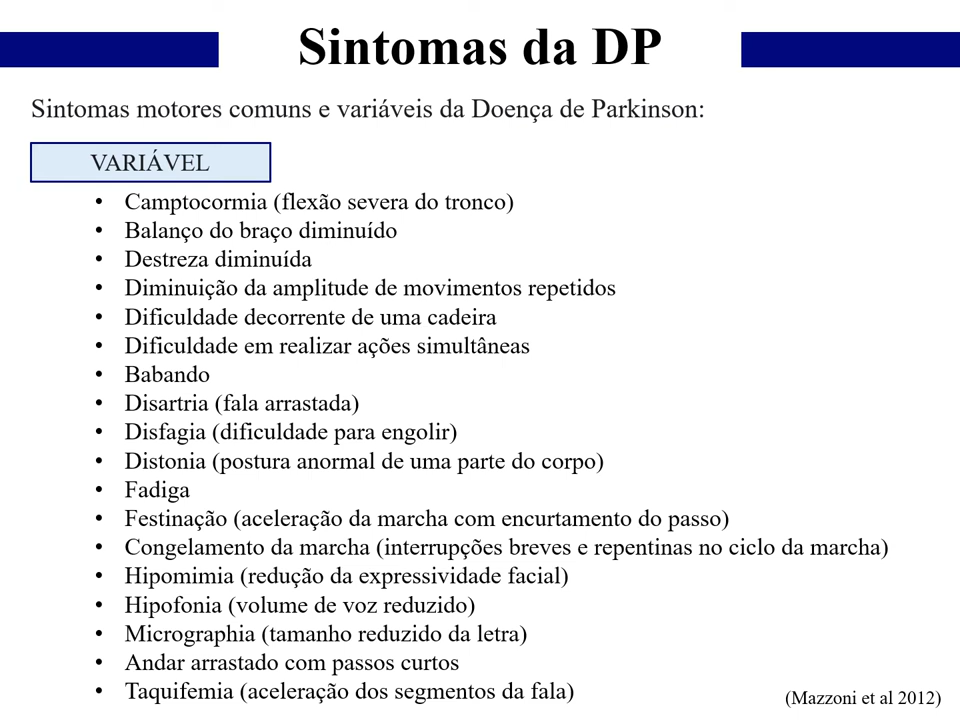 Sintomas da DP
Sintomas motores comuns e variáveis da Doença de Parkinson:
VARIÁVEL
• Camptocormia (flexão severa do tronco)
• Balanço do braço diminuído
• Destreza diminuída
• Diminuição da amplitude de movimentos repetidos
• Dificuldade decorrente de uma cadeira
• Dificuldade em realizar ações simultâneas
• Babando
• Disartria (fala arrastada)
• Disfagia (dificuldade para engolir)
• Distonia (postura anormal de uma parte do corpo)
• Fadiga
• Festinação (aceleração da marcha com encurtamento do passo)
• Congelamento da marcha (interrupções breves e repentinas no ciclo da marcha)
• Hipomimia (redução da expressividade facial)
• Hipofonia (volume de voz reduzido)
• Micrographia (tamanho reduzido da letra)
• Andar arrastado com passos curtos
• Taquifemia (aceleração dos segmentos da fala)
(Mazzoni et al 2012)